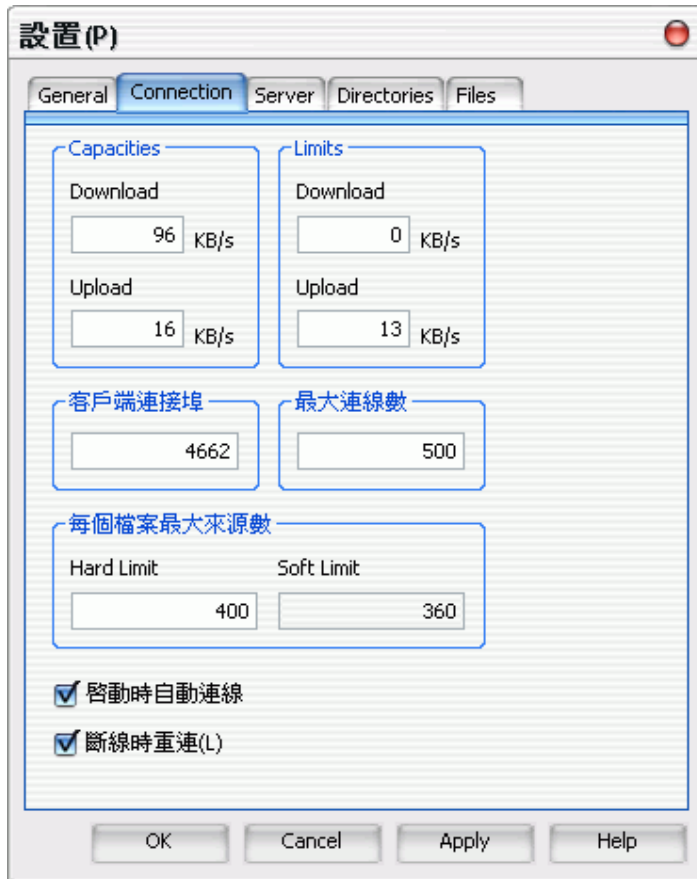 設置(P)
General Connection Server Directories Files
Capacities
Download
96 KB/s
Upload
16 KB/s
Limits
Download
0 KB/s
Upload
13 KB/s
客戶端連接埠
4662
最大連線數
500
每個檔案最大來源數
Hard Limit Soft Limit
400 360
啓動時自動連線
斷線時重連(L)
OK Cancel Apply Help